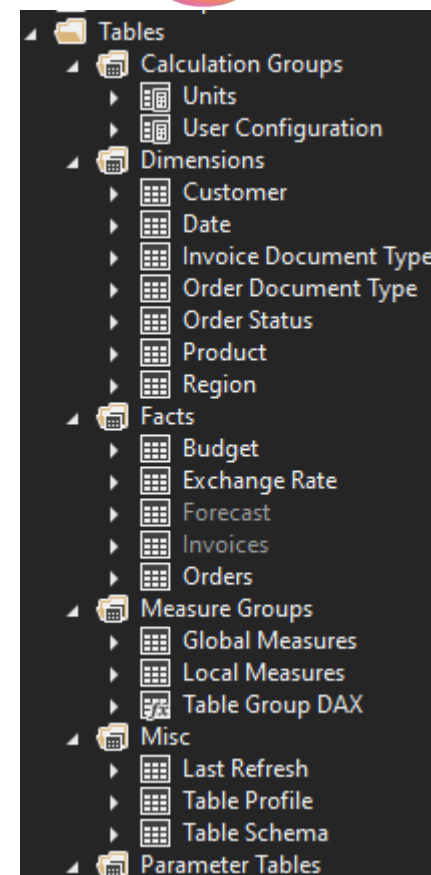 Tables
Calculation Groups
Units
User Configuration
Dimensions
Customer
Date
Invoice Document Type
Order Document Type
Order Status
Product
Region
Facts
Budget
Exchange Rate
Forecast
Invoices
Orders
Measure Groups
Global Measures
Local Measures
Table Group DAX
Misc
Last Refresh
Table Profile
Table Schema
Parameter Tables